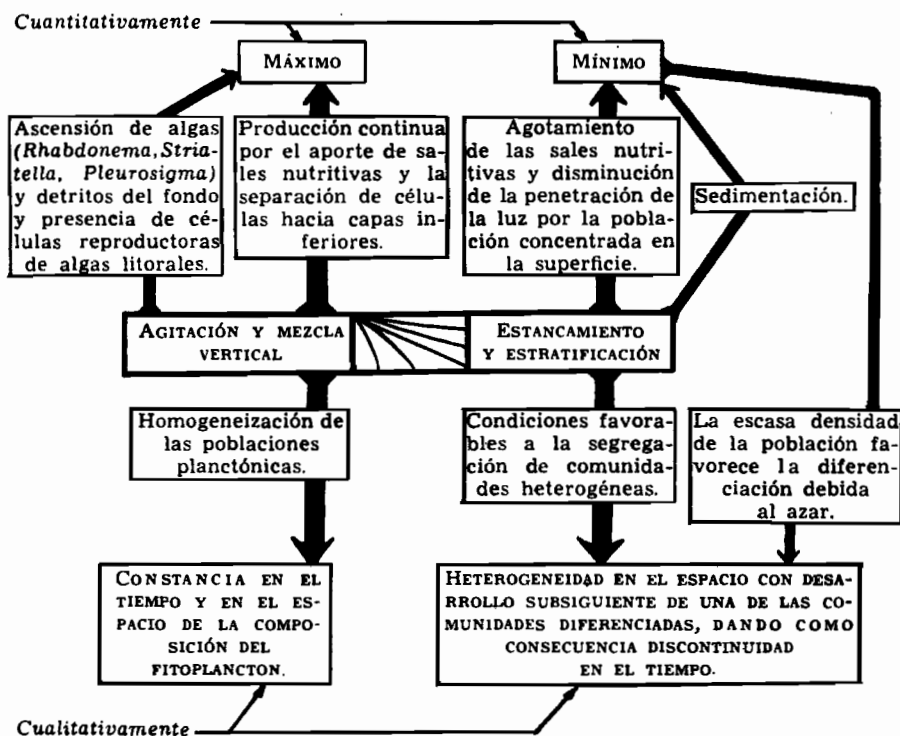 Cuantitativamente
MÁXIMO
MÍNIMO
Ascensión de algas
(Rhabdonema, Stria-
tella, Pleurosigma)
y detritos del fondo
y presencia de cé-
lulas reproductoras
de algas litorales.
Producción continua
por el aporte de sa-
les nutritivas y la
separación de célu-
las hacia capas in-
feriores.
Agotamiento
de las sales nutri-
tivas y disminución
de la penetración de
la luz por la pobla-
ción concentrada en
la superficie.
Sedimentación.
AGITACIÓN Y MEZCLA
VERTICAL
ESTANCAMIENTO
Y ESTRATIFICACIÓN
Homogeneización de
las poblaciones
planctónicas.
Condiciones favora-
bles a la segrega-
ción de comunida-
des heterogéneas.
La escasa densidad
de la población fa-
vorece la diferen-
ciación debida
al azar.
CONSTANCIA EN EL
TIEMPO Y EN EL ES-
PACIO DE LA COMPO-
SICIÓN DEL
FITOPLANCTON.
HETEROGENEIDAD EN EL ESPACIO CON DESA-
RROLLO SUBSIGUIENTE DE UNA DE LAS CO-
MUNIDADES DIFERENCIADAS, DANDO COMO
CONSECUENCIA DISCONTINUIDAD
EN EL TIEMPO.
Cualitativamente